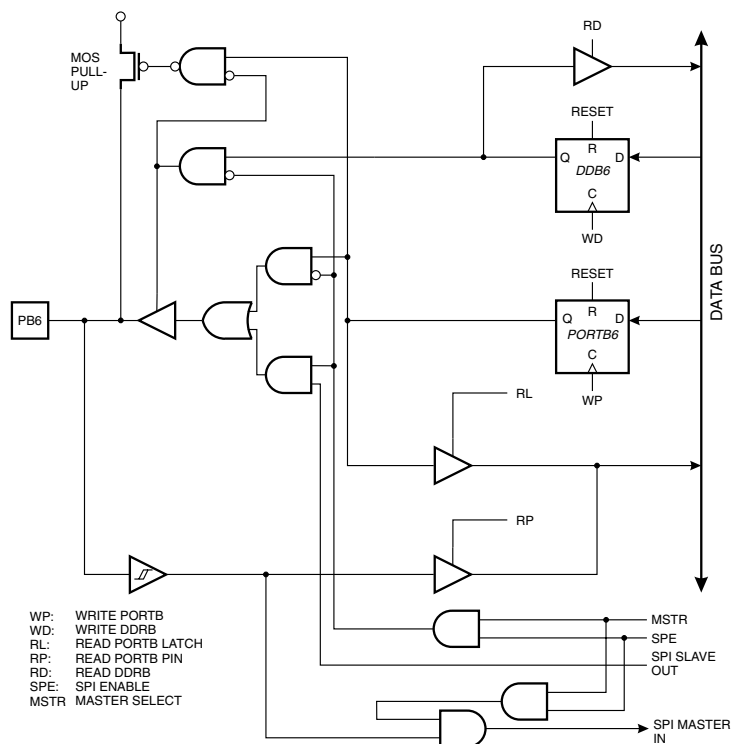 RD
MOS
PULL-
UP
RESET
R
Q
D
DDB6
C
WD
RESET
R
Q
D
PB6
PORTB6
C
WP
DATA BUS
RL
RP
WP: WRITE PORTB
WD: WRITE DDRB
RL: READ PORTB LATCH
RP: READ PORTB PIN
RD: READ DDRB
SPE: SPI ENABLE
MSTR MASTER SELECT
MSTR
SPE
SPI SLAVE
OUT
SPI MASTER
IN